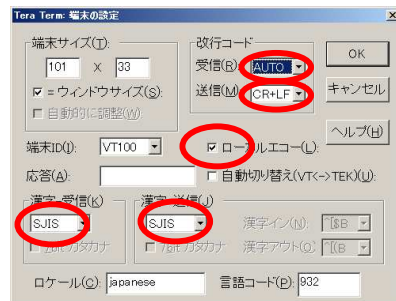 Tera Term: 端末の設定
端末サイズ(T):
101 X 33
= ウィンドウサイズ(S):
自動的に調整(W):
改行コード
受信(R): AUTO
送信(M): CR+LF
OK
キャンセル
ヘルプ(H)
端末ID(I): VT100
ローカルエコー(L):
応答(A):
自動切り替え(VT<->TEK)(U):
漢字-受信(K)
SJIS
漢字-送信(J)
SJIS
漢字イン(N): ^[$B
漢字アウト(O): ^[(B
ロケール(C): japanese
言語コード(P): 932